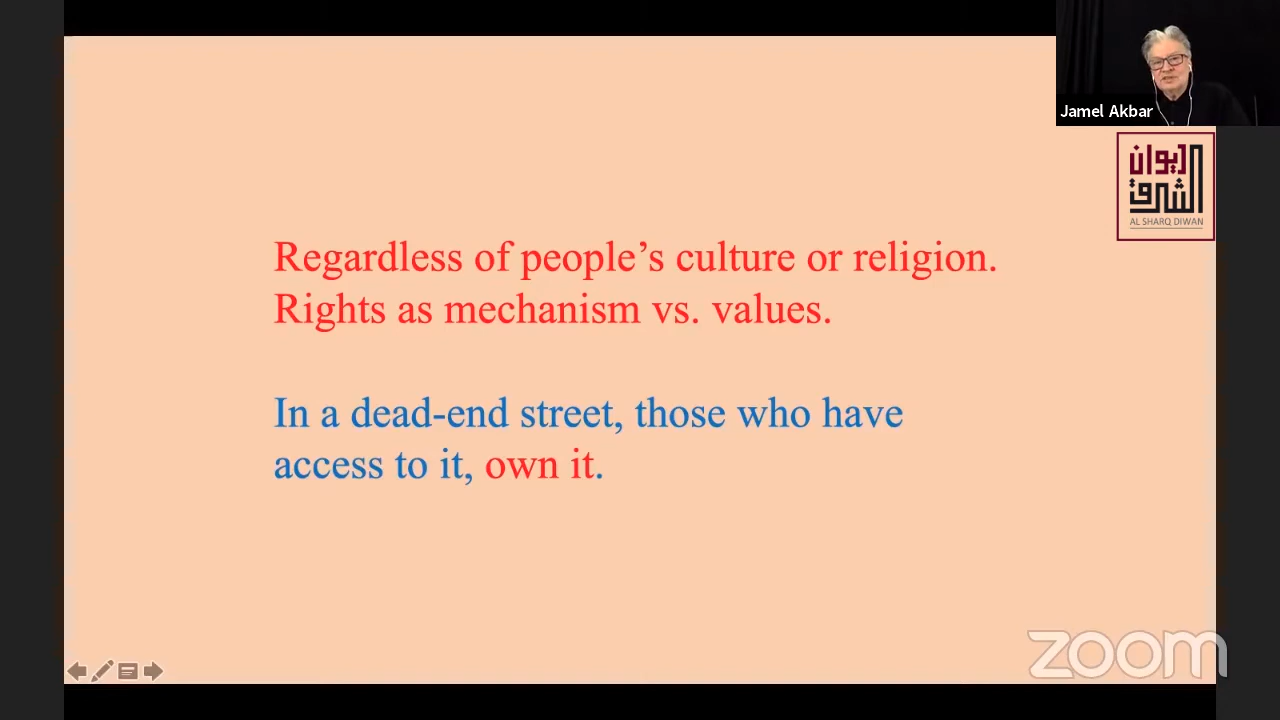 Jamel Akbar
ديوان
الشرق
AL SHARQ DIWAN
Regardless of people’s culture or religion.
Rights as mechanism vs. values.
In a dead-end street, those who have
access to it, own it.
zoom